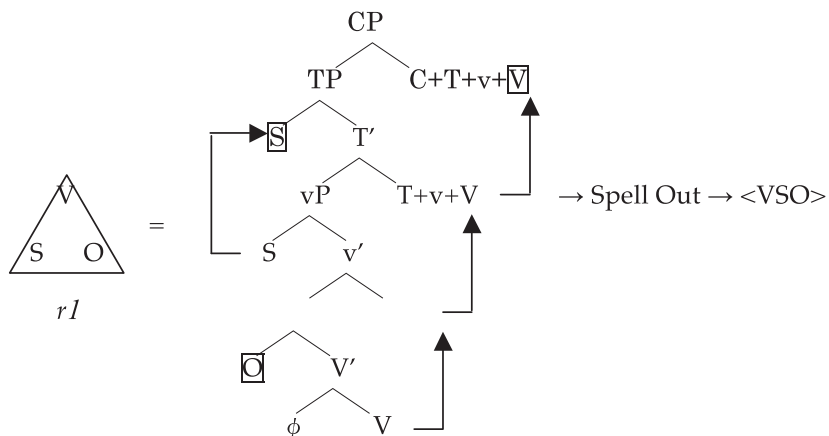 CP
TP C+T+v+V
S T′
V
vP T+v+V → Spell Out → <VSO>
=
S O S v′
r1
O V′
ϕ V